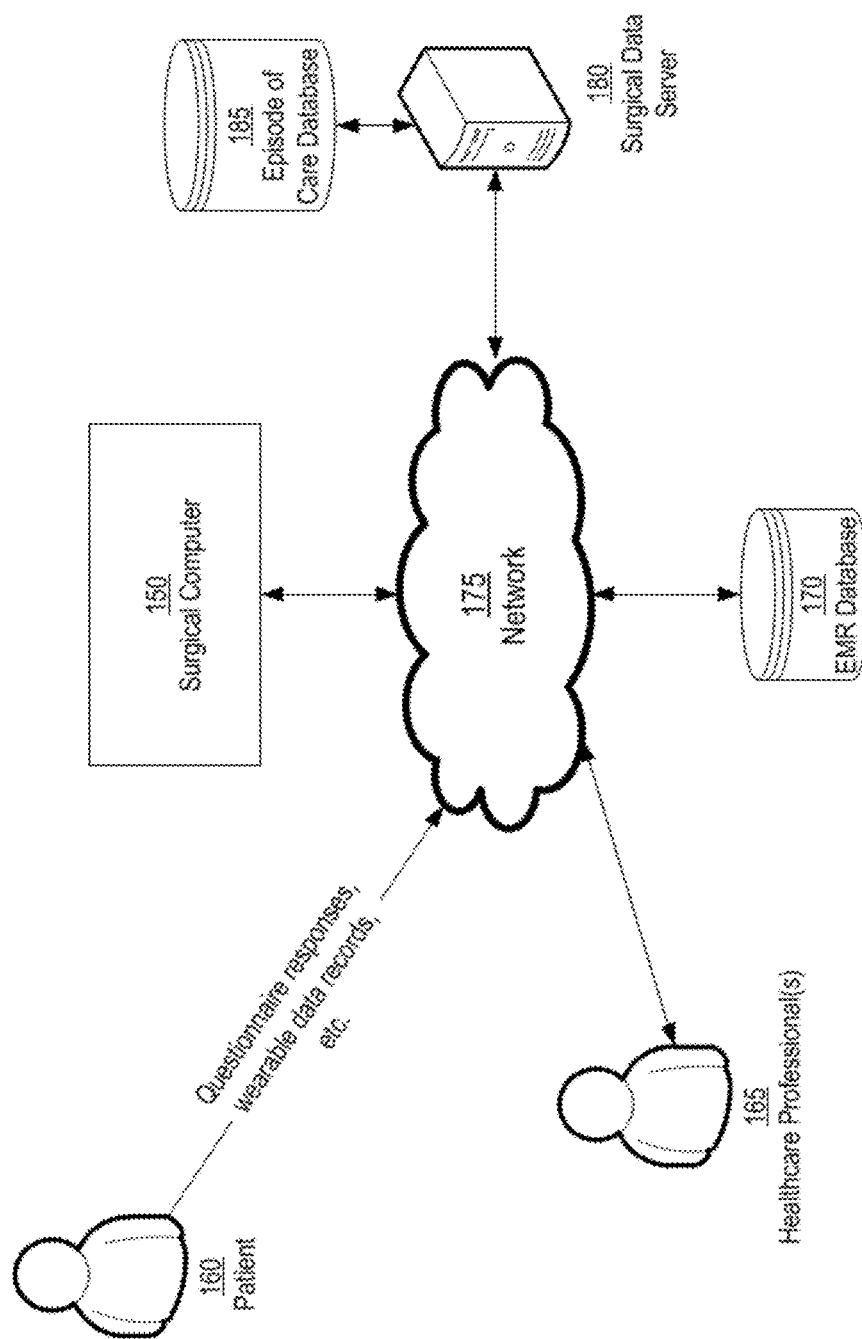 160
Patient
Questionnaire responses,
wearable data records,
etc.
165
Healthcare Professional(s)
150
Surgical Computer
175
Network
170
EMR Database
185
Episode of
Care Database
180
Surgical Data
Server